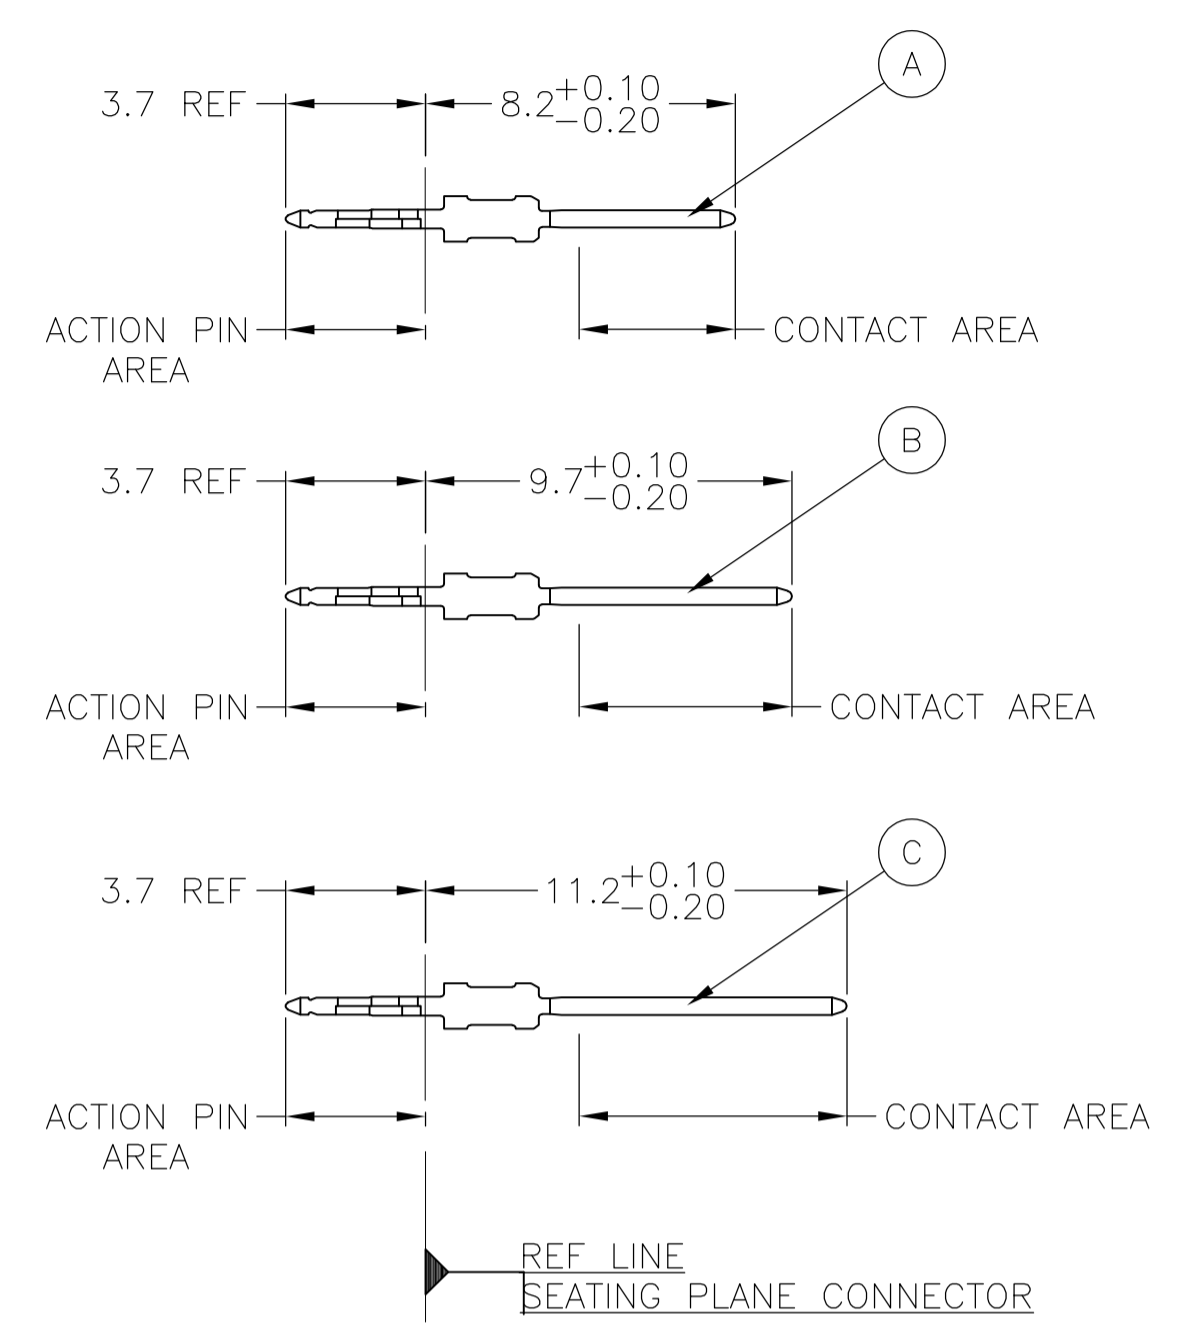 A
3.7 REF
8.2 +0.10
-0.20
ACTION PIN
AREA
CONTACT AREA
B
3.7 REF
9.7 +0.10
-0.20
ACTION PIN
AREA
CONTACT AREA
C
3.7 REF
11.2 +0.10
-0.20
ACTION PIN
AREA
CONTACT AREA
REF LINE
SEATING PLANE CONNECTOR